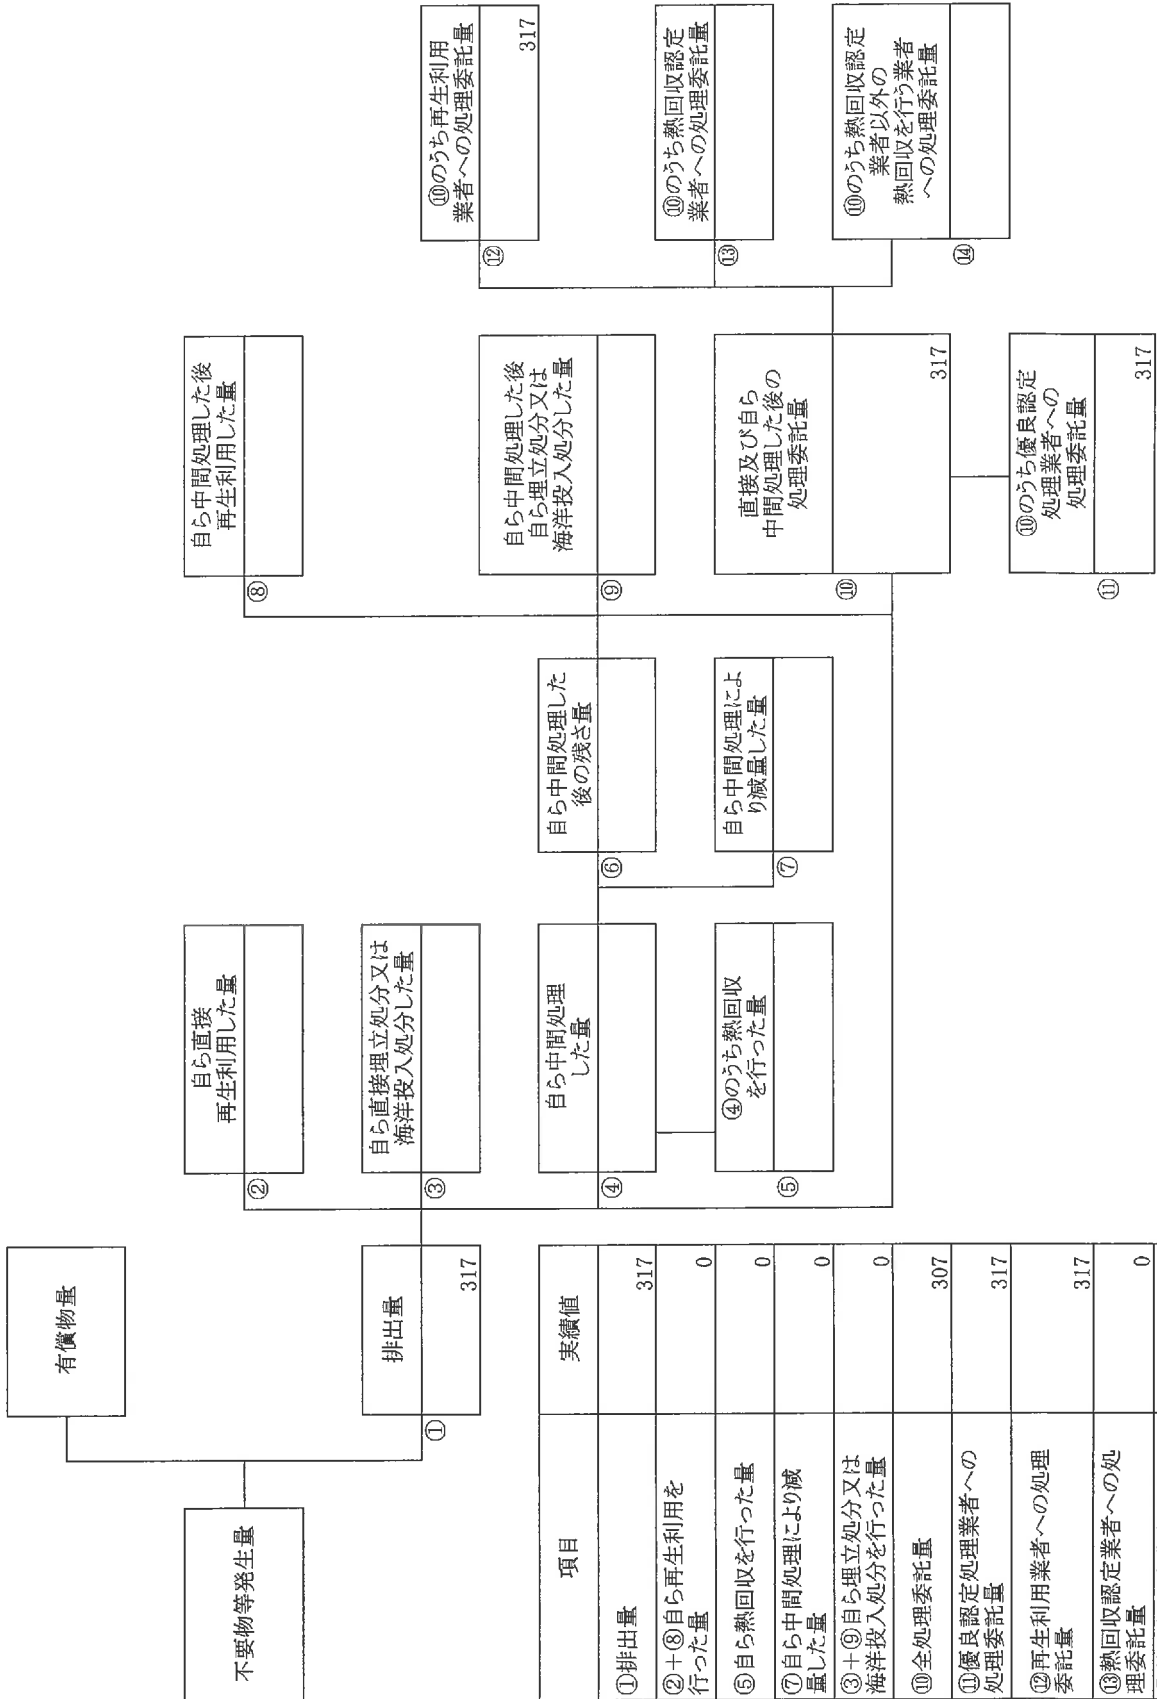 不要物等発生量
有償物量
排出量
①
317
自ら直接
再生利用した量
②
自ら直接埋立処分又は
海洋投入処分した量
③
自ら中間処理
した量
④
④のうち熱回収
を行った量
⑤
自ら中間処理した
後の残さ量
⑥
自ら中間処理によ
り減量した量
⑦
自ら中間処理した後
再生利用した量
⑧
自ら中間処理した後
自ら埋立処分又は
海洋投入処分した量
⑨
直接及び自ら
中間処理した後の
処理委託量
⑩
317
⑩のうち優良認定
処理業者への
処理委託量
⑪
317
⑩のうち再生利用
業者への処理委託量
⑫
317
⑩のうち熱回収認定
業者への処理委託量
⑬
⑩のうち熱回収認定
業者以外の
熱回収を行う業者
への処理委託量
⑭
項目 実績値
①排出量 317
②+⑧自ら再生利用を
行った量 0
⑤自ら熱回収を行った量 0
⑦自ら中間処理により減
量した量 0
③+⑨自ら埋立処分又は
海洋投入処分を行った量 0
⑩全処理委託量 307
⑪優良認定処理業者への
処理委託量 317
⑫再生利用業者への処理
委託量 317
⑬熱回収認定業者への処
理委託量 0